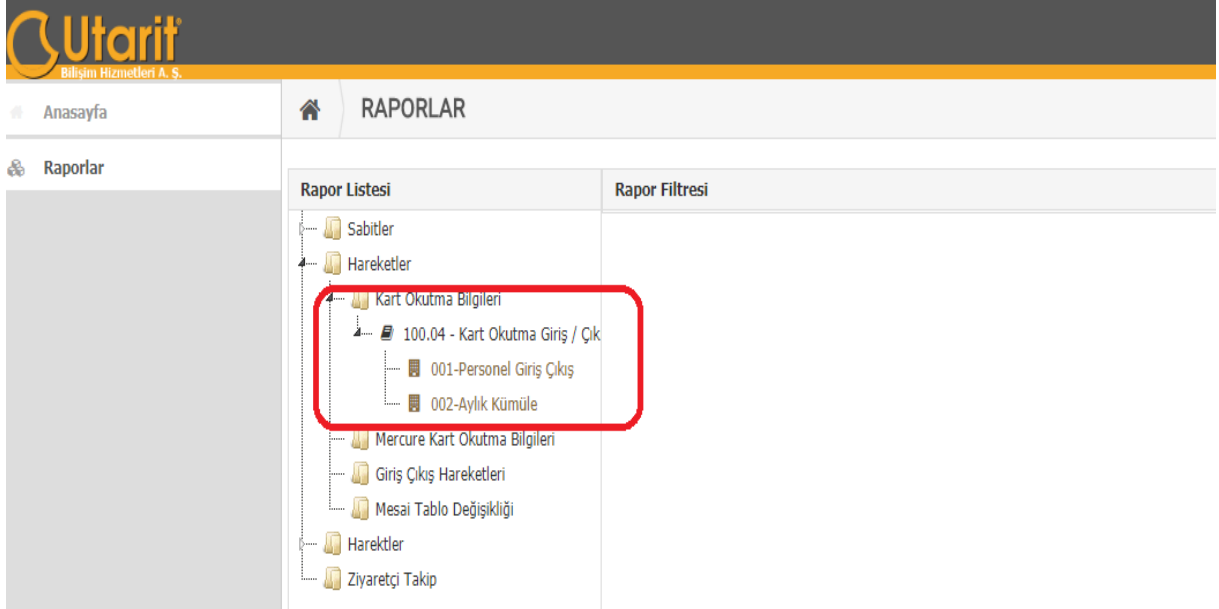 Utarit
Bilişim Hizmetleri A. Ş.
Anasayfa
Raporlar
RAPORLAR
Rapor Listesi
Rapor Filtresi
Sabitler
Hareketler
Kart Okutma Bilgileri
100.04 - Kart Okutma Giriş / Çık
001-Personel Giriş Çıkış
002-Aylık Kümüle
Mercure Kart Okutma Bilgileri
Giriş Çıkış Hareketleri
Mesai Tablo Değişikliği
Harektler
Ziyaretçi Takip